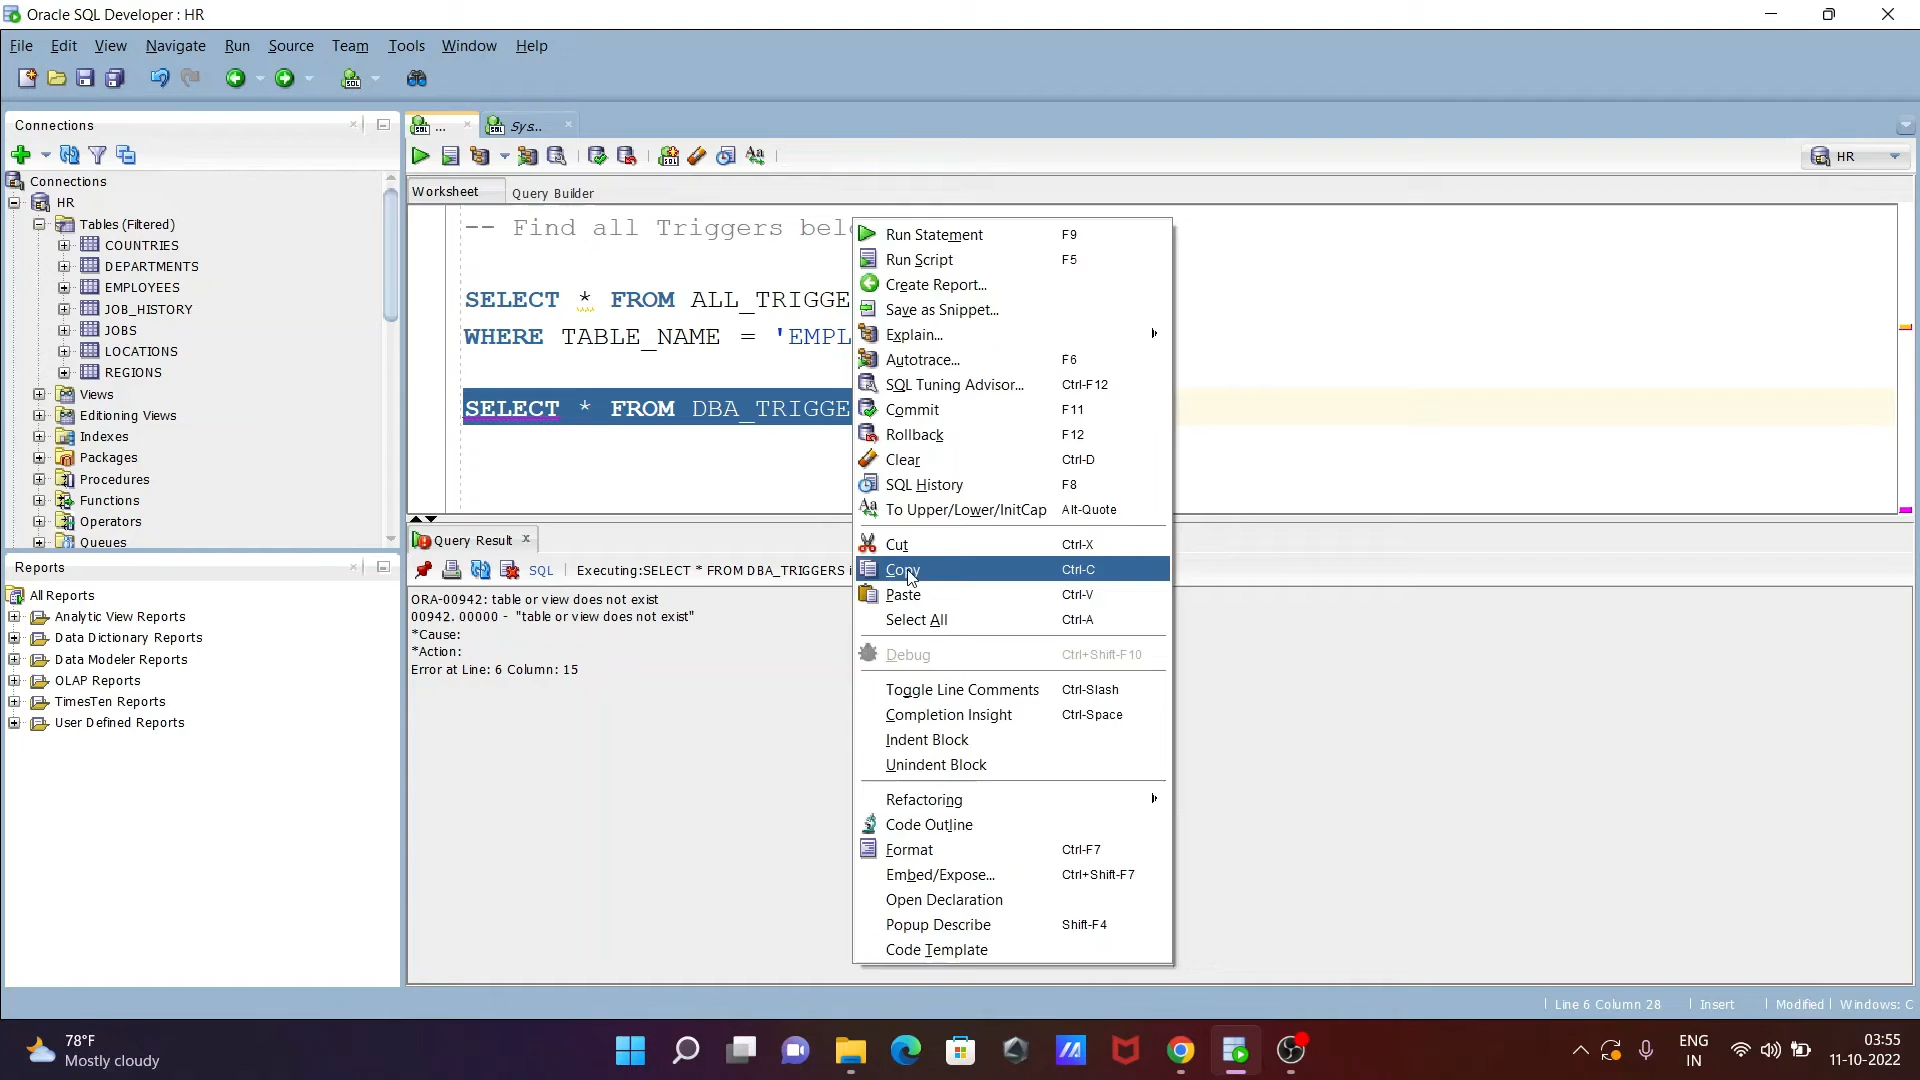 Oracle SQL Developer : HR
File Edit View Navigate Run Source Team Tools Window Help
Connections
Connections
HR
Tables (Filtered)
COUNTRIES
DEPARTMENTS
EMPLOYEES
JOB_HISTORY
JOBS
LOCATIONS
REGIONS
Views
Editioning Views
Indexes
Packages
Procedures
Functions
Operators
Queues
Reports
All Reports
Analytic View Reports
Data Dictionary Reports
Data Modeler Reports
OLAP Reports
TimesTen Reports
User Defined Reports
... Sys..
HR
Worksheet Query Builder
-- Find all Triggers belo
SELECT * FROM ALL_TRIGGE
WHERE TABLE_NAME = 'EMPL
SELECT * FROM DBA_TRIGGE
Query Result
SQL Executing:SELECT * FROM DBA_TRIGGERS i
ORA-00942: table or view does not exist
00942. 00000 - "table or view does not exist"
*Cause:
*Action:
Error at Line: 6 Column: 15
Run Statement F9
Run Script F5
Create Report...
Save as Snippet...
Explain...
Autotrace... F6
SQL Tuning Advisor... Ctrl-F12
Commit F11
Rollback F12
Clear Ctrl-D
SQL History F8
To Upper/Lower/InitCap Alt-Quote
Cut Ctrl-X
Copy Ctrl-C
Paste Ctrl-V
Select All Ctrl-A
Debug Ctrl+Shift-F10
Toggle Line Comments Ctrl-Slash
Completion Insight Ctrl-Space
Indent Block
Unindent Block
Refactoring
Code Outline
Format Ctrl-F7
Embed/Expose... Ctrl+Shift-F7
Open Declaration
Popup Describe Shift-F4
Code Template
Line 6 Column 28 Insert Modified Windows: C
78°F
Mostly cloudy
ENG
IN
03:55
11-10-2022